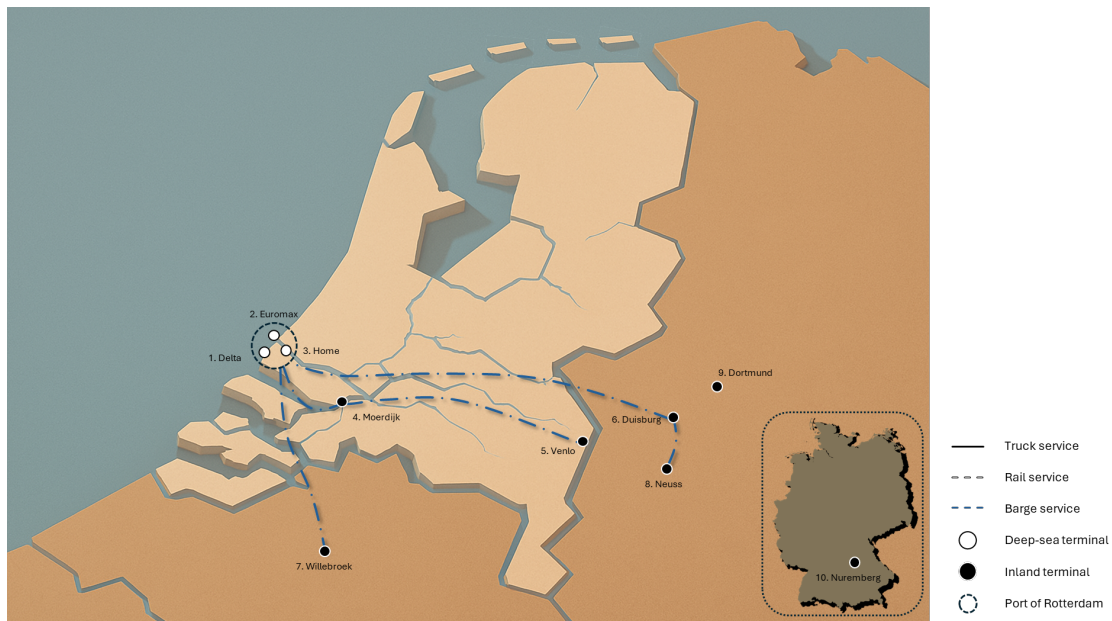 2. Euromax
1. Delta
3. Home
9. Dortmund
4. Moerdijk
6. Duisburg
5. Venlo
8. Neuss
7. Willebroek
10. Nuremberg
Truck service
Rail service
Barge service
Deep-sea terminal
Inland terminal
Port of Rotterdam